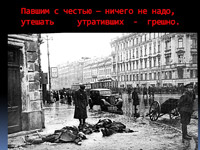 Павшим с честью – ничего не надо,
утешать утративших - грешно.